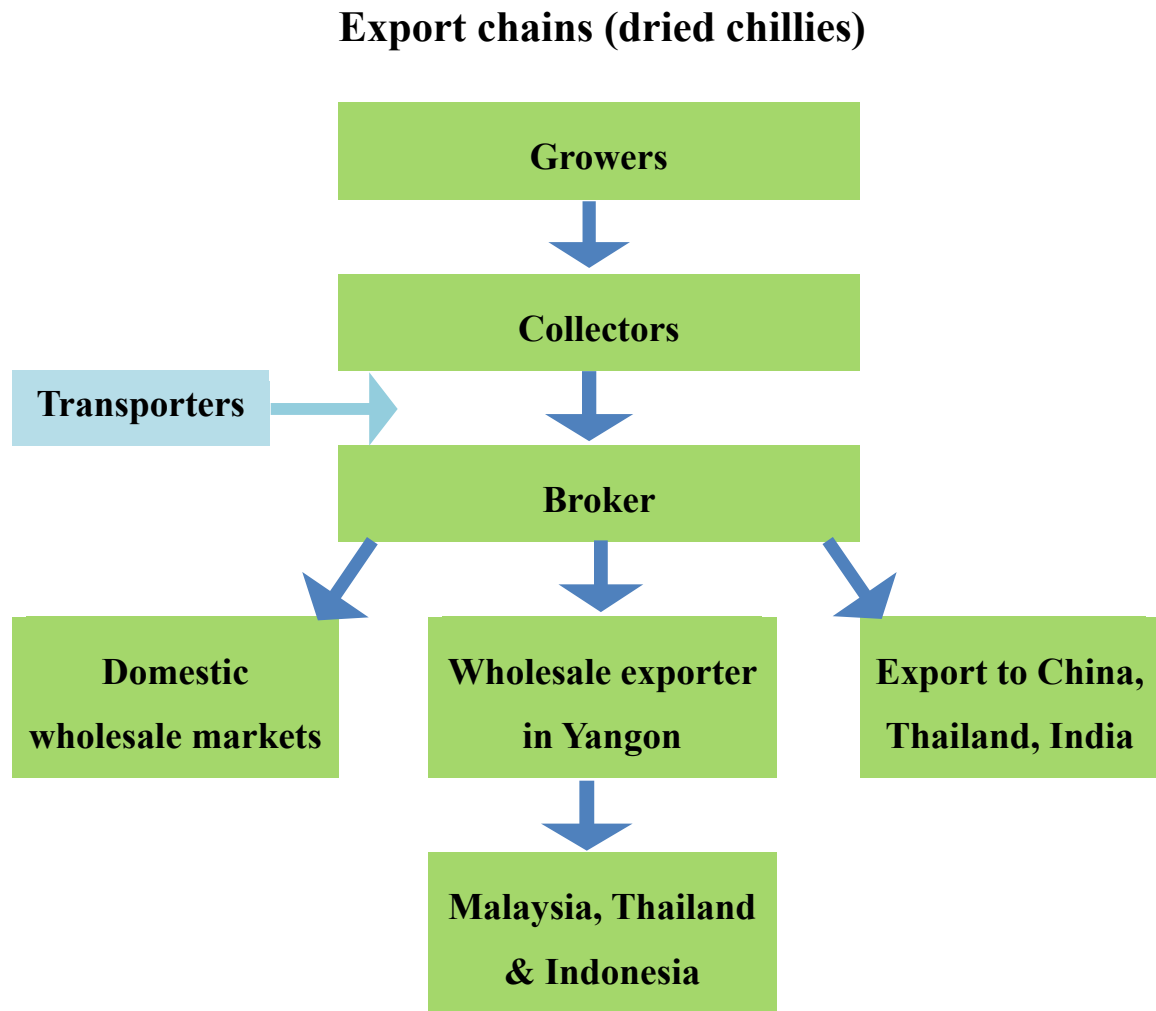 Export chains (dried chillies)
Growers
Collectors
Transporters
Broker
Domestic
wholesale markets
Wholesale exporter
in Yangon
Export to China,
Thailand, India
Malaysia, Thailand
& Indonesia